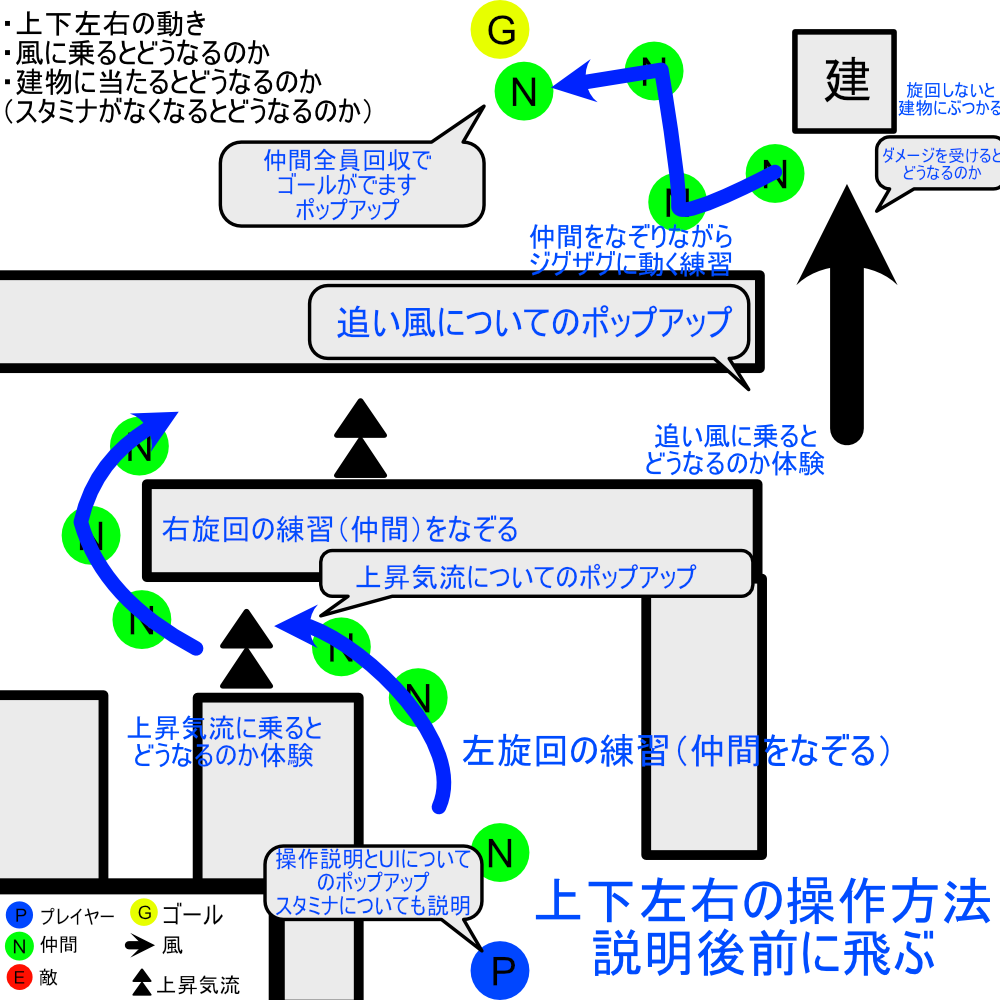 ・上下左右の動き
・風に乗るとどうなるのか
・建物に当たるとどうなるのか
（スタミナがなくなるとどうなるのか）
G
N
N
N
N
建
旋回しないと
建物にぶつかる
ダメージを受けると
どうなるのか
仲間全員回収で
ゴールがでます
ポップアップ
仲間をなぞりながら
ジグザグに動く練習
追い風についてのポップアップ
追い風に乗ると
どうなるのか体験
N
N
N
右旋回の練習（仲間）をなぞる
上昇気流についてのポップアップ
N
N
上昇気流に乗ると
どうなるのか体験
左旋回の練習（仲間をなぞる）
N
操作説明とUIについて
のポップアップ
スタミナについても説明
P
上下左右の操作方法
説明後前に飛ぶ
P プレイヤー
G ゴール
N 仲間
風
E 敵
上昇気流